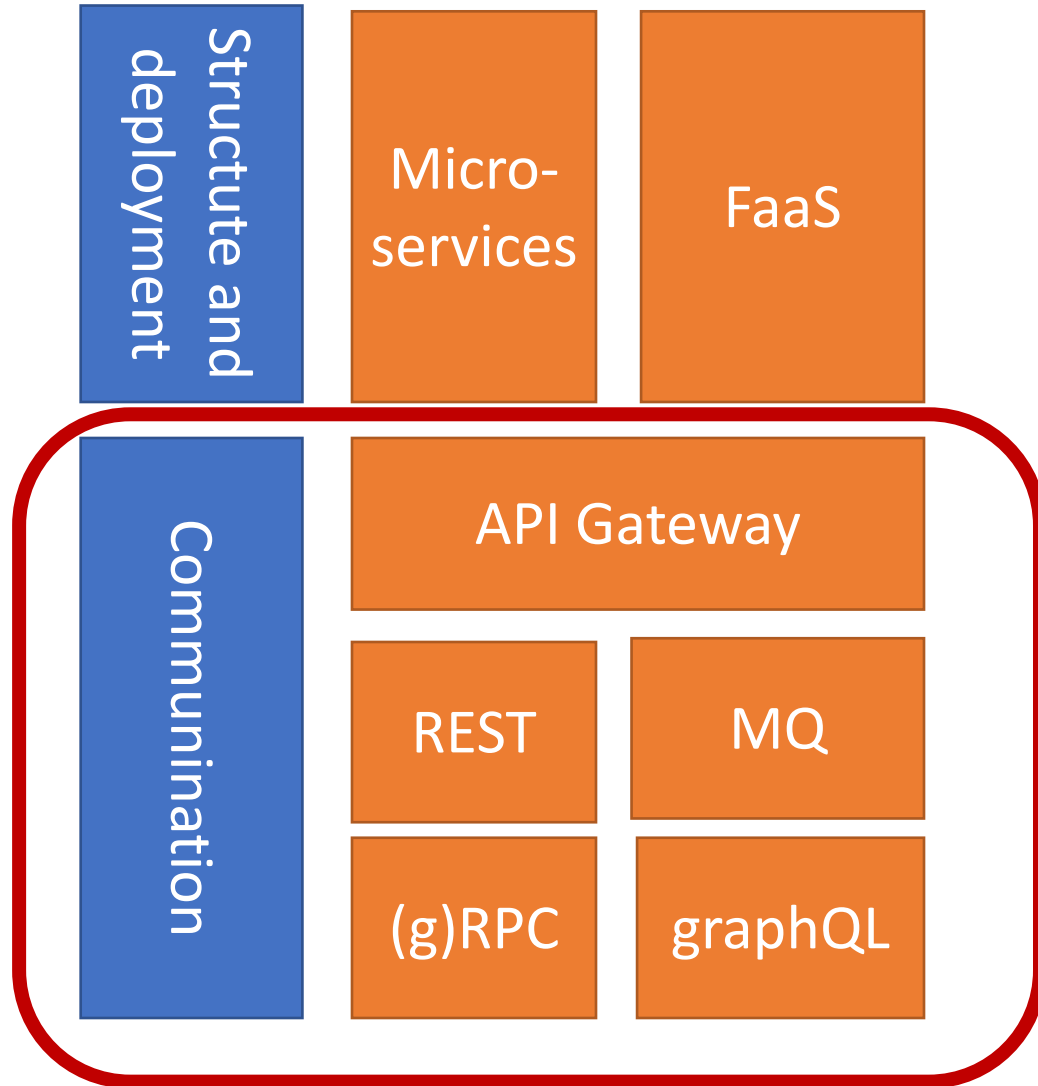 Structute and
deployment
Micro-
services
FaaS
Communination
API Gateway
REST
MQ
(g)RPC
graphQL